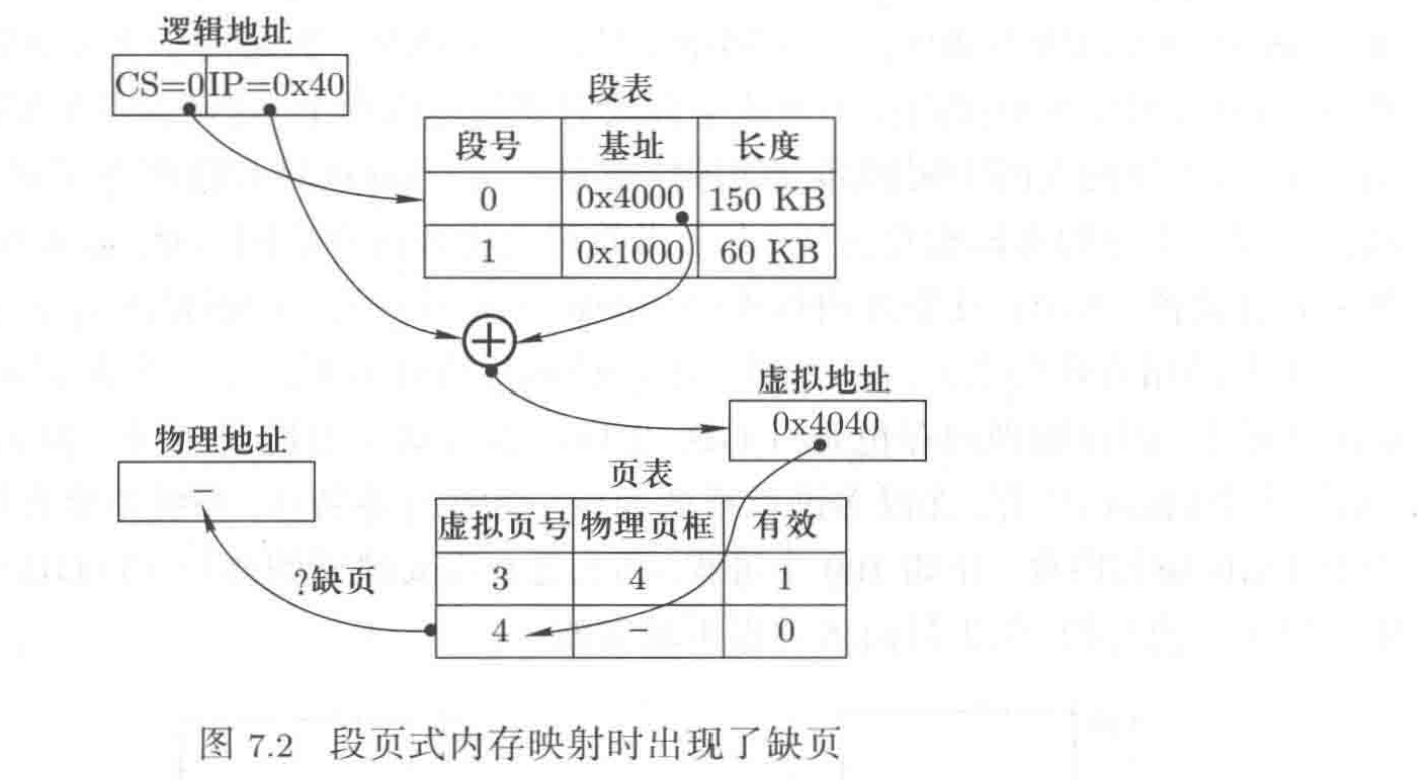 逻辑地址
CS=0 IP=0x40
段表
段号 基址 长度
0 0x4000 150 KB
1 0x1000 60 KB
虚拟地址
0x4040
物理地址
–
页表
虚拟页号 物理页框 有效
3 4 1
?缺页
4 – 0
图 7.2 段页式内存映射时出现了缺页